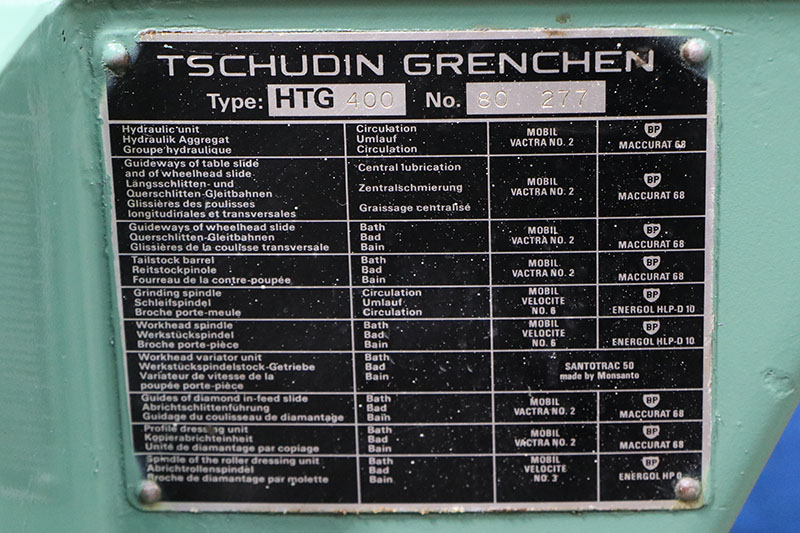 TSCHUDIN GRENCHEN
Type: HTG 400 No. 80 277
Hydraulic unit Circulation MOBIL BP
Hydraulik Aggregat Umlauf VACTRA NO. 2 MACCURAT 68
Groupe hydraulique Circulation
Guideways of table slide Central lubrication
and of wheelhead slide MOBIL BP
Längsschlitten- und Zentralschmierung VACTRA NO. 2 MACCURAT 68
Querschlitten-Gleitbahnen
Glissières des coulisses Graissage centralisé
longitudinales et transversales
Guideways of wheelhead slide Bath MOBIL BP
Querschlitten-Gleitbahnen Bad VACTRA NO. 2 MACCURAT 68
Glissières de la coulisse transversale Bain
Tailstock barrel Bath MOBIL BP
Reitstockpinole Bad VACTRA NO. 2 MACCURAT 68
Fourreau de la contre-poupée Bain
Grinding spindle Circulation MOBIL BP
Schleifspindel Umlauf VELOCITE ENERGOL HLP-D 10
Broche porte-meule Circulation NO. 6
Workhead spindle Bath MOBIL BP
Werkstückspindel Bad VELOCITE ENERGOL HLP-D 10
Broche porte-pièce Bain NO. 6
Workhead variator unit Bath
Werkstückspindelstock-Getriebe Bad SANTOTRAC 50
Variateur de vitesse de la Bain made by Monsanto
poupée porte-pièce
Guides of diamond in-feed slide Bath MOBIL BP
Abrichtschlittenführung Bad VACTRA NO. 2 MACCURAT 68
Guidage du coulisseau de diamantage Bain
Profile dressing unit Bath MOBIL BP
Kopierabrichteinheit Bad VACTRA NO. 2 MACCURAT 68
Unité de diamantage par copiage Bain
Spindle of the roller dressing unit Bath MOBIL BP
Abrichtrollenspindel Bad VELOCITE ENERGOL HP 0
Broche de diamantage par molette Bain NO. 3